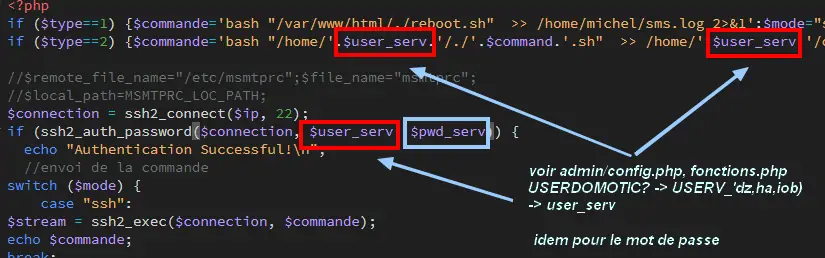 <?php
if ($type==1) {$commande='bash "/var/www/html/./reboot.sh" >> /home/michel/sms.log 2>&1';$mode="s
if ($type==2) {$commande='bash "/home/'.$user_serv.'/./'.$command.'.sh" >> /home/' $user_serv '/c
//$remote_file_name="/etc/msmtprc";$file_name="msmtprc";
//$local_path=MSMTPRC_LOC_PATH;
$connection = ssh2_connect($ip, 22);
if (ssh2_auth_password($connection, $user_serv $pwd_serv)) {
echo "Authentication Successful!\n";
//envoi de la commande
switch ($mode) {
case "ssh":
$stream = ssh2_exec($connection, $commande);
echo $commande;
break;
voir admin/config.php, fonctions.php
USERDOMOTIC? -> USERV_'dz,ha,iob)
-> user_serv
idem pour le mot de passe